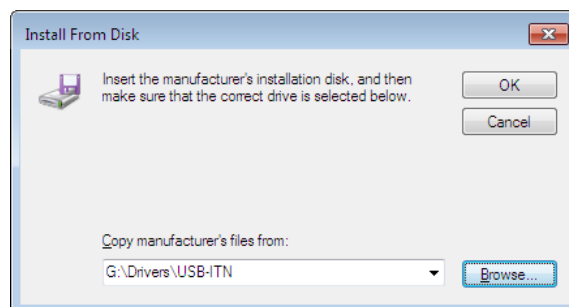 Install From Disk
Insert the manufacturer's installation disk, and then
make sure that the correct drive is selected below.
OK
Cancel
Copy manufacturer's files from:
G:\Drivers\USB-ITN
Browse...